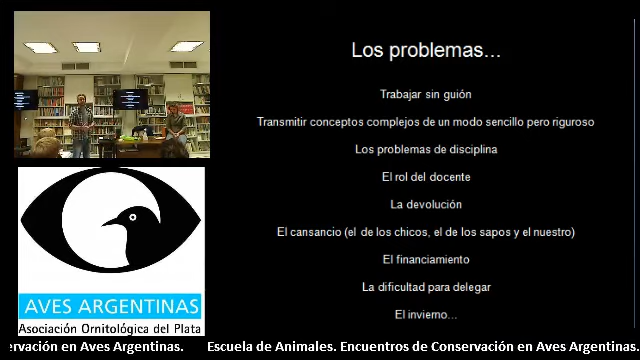 Los problemas...
Trabajar sin guión
Transmitir conceptos complejos de un modo sencillo pero riguroso
Los problemas de disciplina
El rol del docente
La devolución
El cansancio (el de los chicos, el de los sapos y el nuestro)
El financiamiento
La dificultad para delegar
El invierno...
AVES ARGENTINAS
Asociación Ornitológica del Plata
ervación en Aves Argentinas. Escuela de Animales. Encuentros de Conservación en Aves Argentinas.